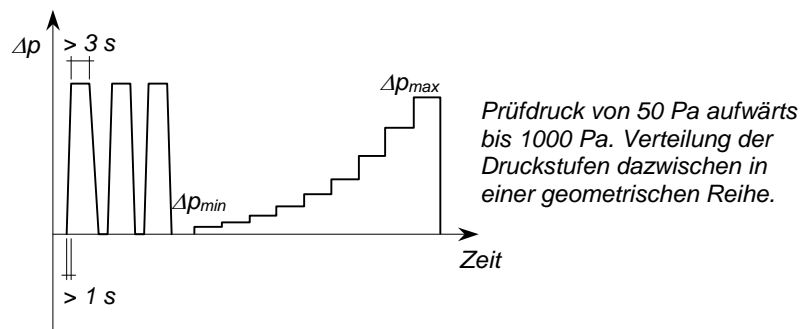 Δp
> 3 s
Δpmax
Prüfdruck von 50 Pa aufwärts
bis 1000 Pa. Verteilung der
Druckstufen dazwischen in
einer geometrischen Reihe.
Δpmin
Zeit
> 1 s